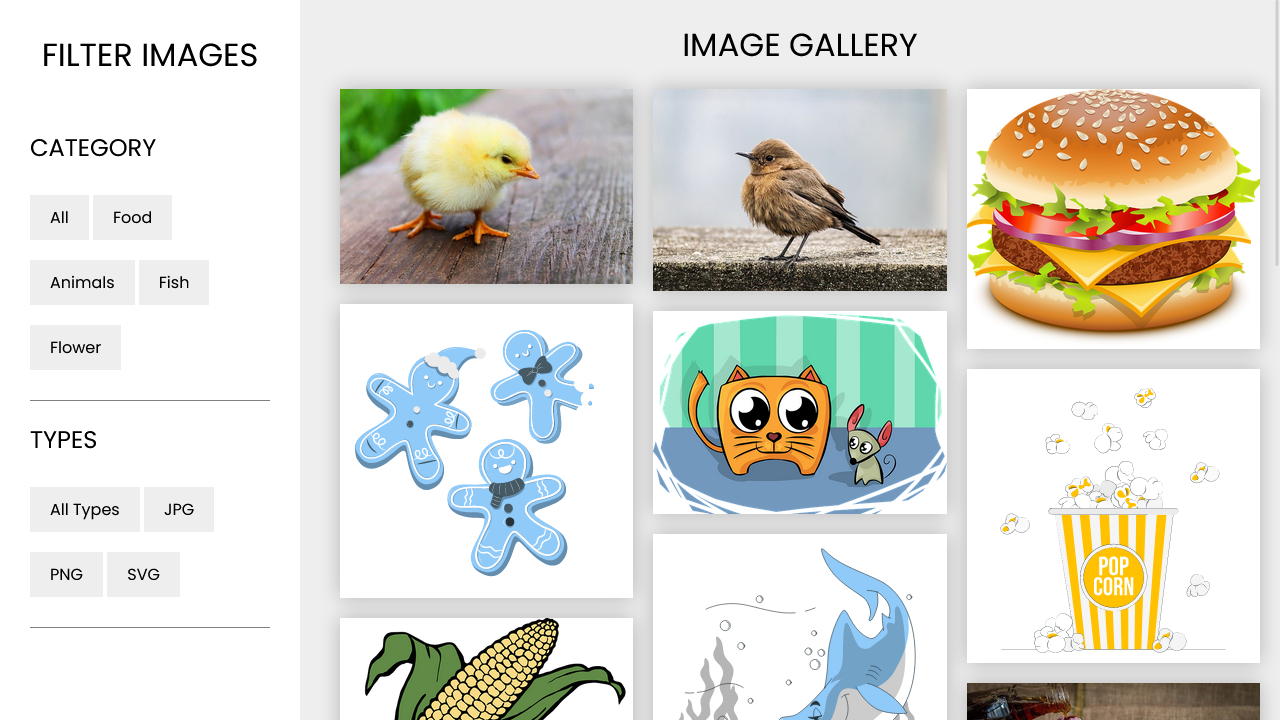 FILTER IMAGES
CATEGORY
All
Food
Animals
Fish
Flower
TYPES
All Types
JPG
PNG
SVG
IMAGE GALLERY
POP
CORN